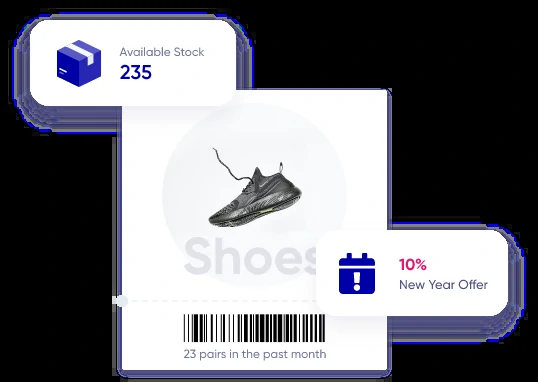 Available Stock
235
Shoes
10%
New Year Offer
23 pairs in the past month